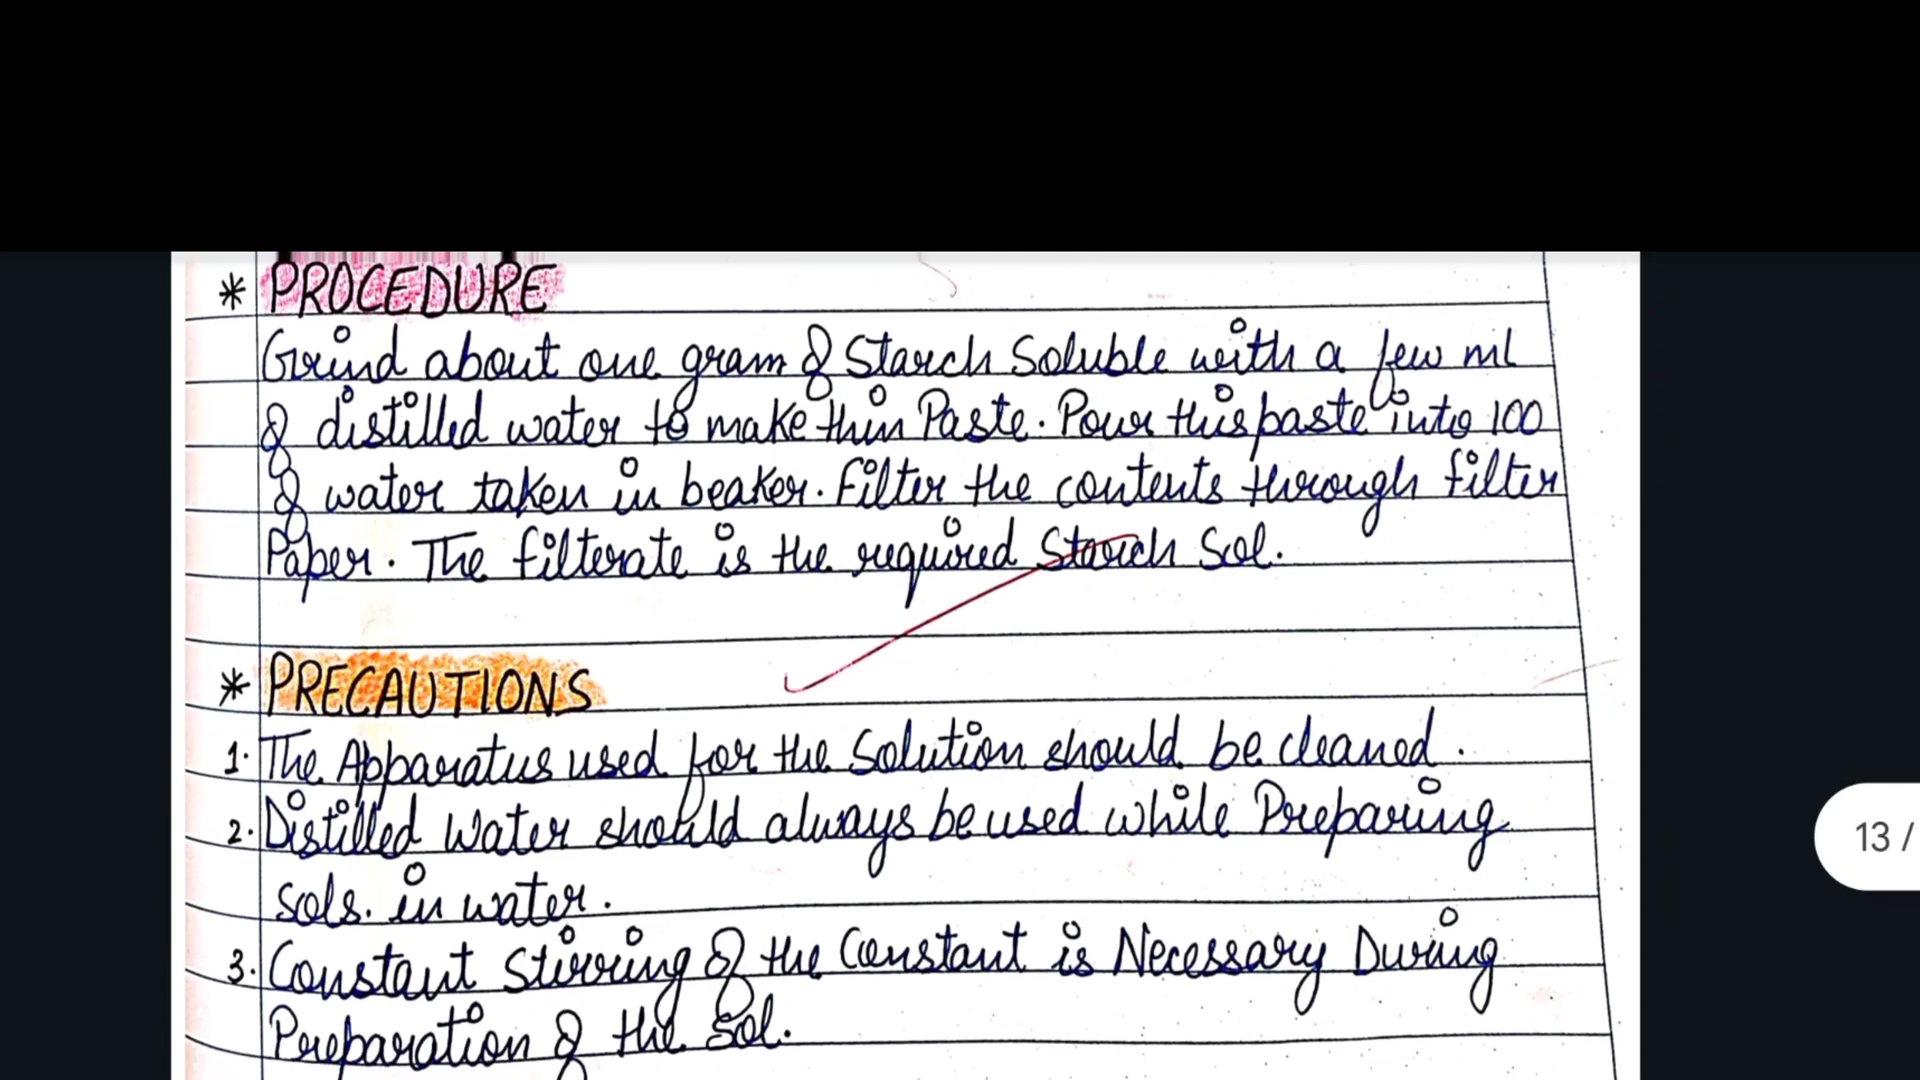 * PROCEDURE
Grind about one gram of Starch Soluble with a few ml
of distilled water to make thin Paste. Pour this paste into 100
of water taken in beaker. Filter the contents through filter
Paper. The filterate is the required Starch Sol.
* PRECAUTIONS
1. The Apparatus used for the Solution should be cleaned.
2. Distilled Water should always be used while Preparing
sols. in water.
3. Constant Stirring of the Constant is Necessary During
Preparation of the Sol.
13 /